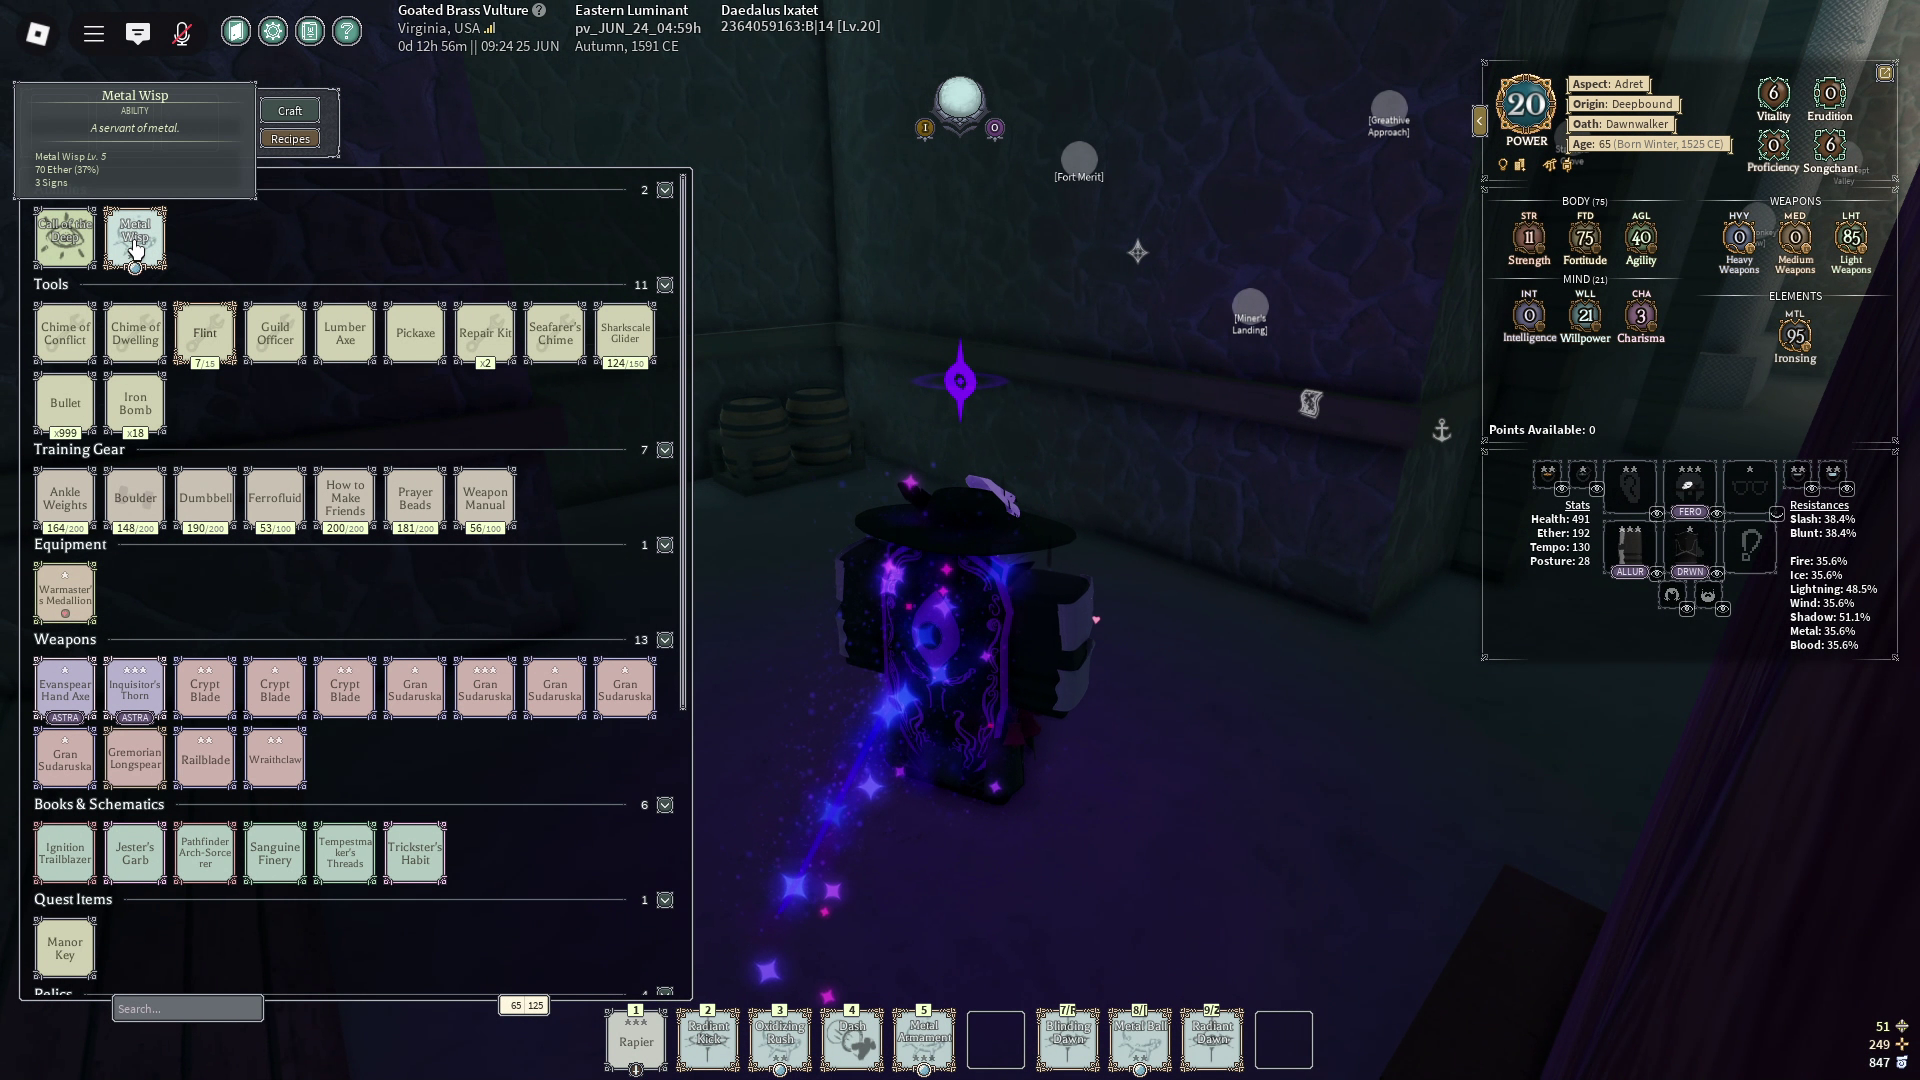 Goated Brass Vulture ?
Virginia, USA
0d 12h 56m || 09:24 25 JUN
Eastern Luminant
pv_JUN_24_04:59h
Autumn, 1591 CE
Daedalus Ixatet
2364059163:B|14 [Lv.20]
Metal Wisp
ABILITY
A servant of metal.
Metal Wisp Lv. 5
70 Ether (37%)
3 Signs
Craft
Recipes
2
Call of the Deep
Metal Wisp
Tools 11
Chime of Conflict
Chime of Dwelling
Flint
7/15
Guild Officer
Lumber Axe
Pickaxe
Repair Kit
x2
Seafarer's Chime
Sharkscale Glider
124/150
Bullet
x999
Iron Bomb
x18
Training Gear 7
Ankle Weights
164/200
Boulder
148/200
Dumbbell
190/200
Ferrofluid
53/100
How to Make Friends
200/200
Prayer Beads
181/200
Weapon Manual
56/100
Equipment 1
Warmaster's Medallion
Weapons 13
Evanspear Hand Axe
ASTRA
Inquisitor's Thorn
ASTRA
Crypt Blade
Crypt Blade
Crypt Blade
Gran Sudaruska
Gran Sudaruska
Gran Sudaruska
Gran Sudaruska
Gran Sudaruska
Gremorian Longspear
Railblade
Wraithclaw
Books & Schematics 6
Ignition Trailblazer
Jester's Garb
Pathfinder Arch-Sorcerer
Sanguine Finery
Tempestmaker's Threads
Trickster's Habit
Quest Items 1
Manor Key
Relics
Search...
65 125
I
O
[Greathive Approach]
[Fort Merit]
[Miner's Landing]
1
Rapier
2
Radiant Kick
3
Oxidizing Rush
4
Dash
5
Metal Armament
Blinding Dawn
Metal Ball
9/Z
Radiant Dawn
20
POWER
Aspect: Adret
Origin: Deepbound
Oath: Dawnwalker
Age: 65 (Born Winter, 1525 CE)
6
Vitality
0
Erudition
0
Proficiency
6
Songchant
BODY (75)
STR
11
Strength
FTD
75
Fortitude
AGL
40
Agility
MIND (21)
INT
0
Intelligence
WLL
21
Willpower
CHA
3
Charisma
WEAPONS
HVY
0
Heavy Weapons
MED
0
Medium Weapons
LHT
85
Light Weapons
ELEMENTS
MTL
95
Ironsing
Points Available: 0
FERO
ALLUR
DRWN
Stats
Health: 491
Ether: 192
Tempo: 130
Posture: 28
Resistances
Slash: 38.4%
Blunt: 38.4%
Fire: 35.6%
Ice: 35.6%
Lightning: 48.5%
Wind: 35.6%
Shadow: 51.1%
Metal: 35.6%
Blood: 35.6%
51
249
847